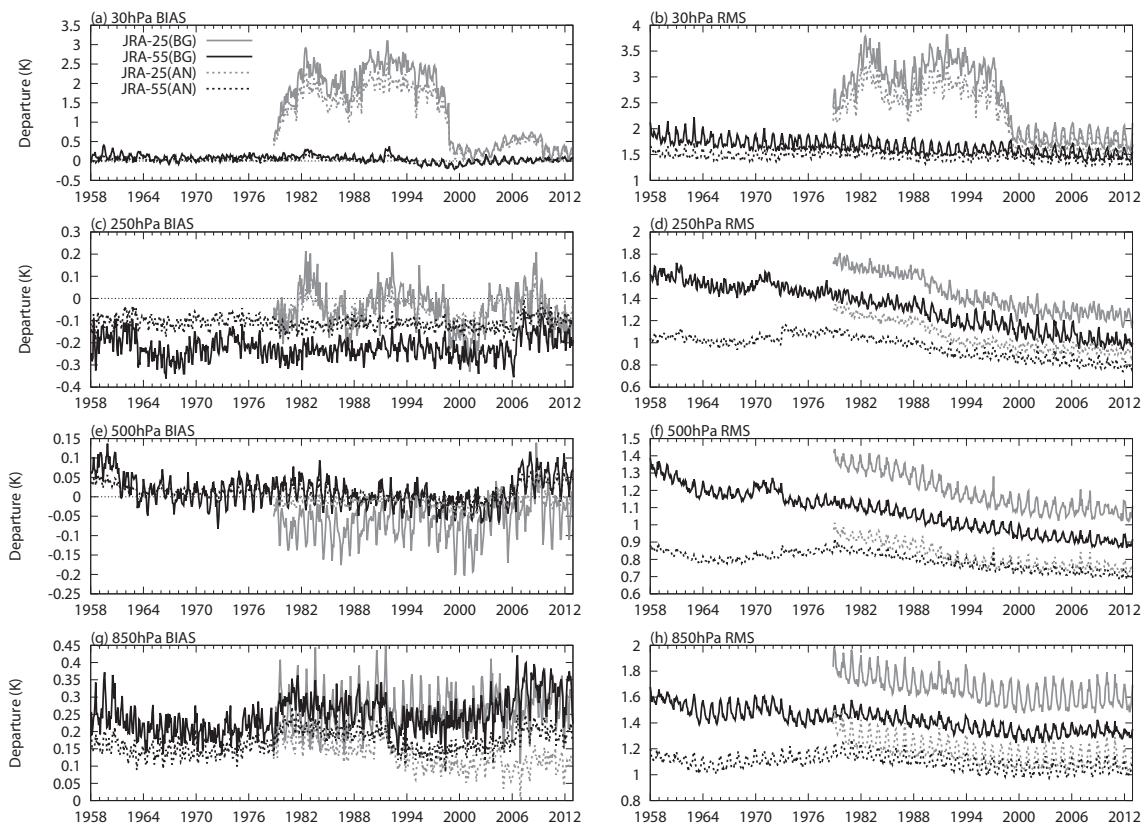 (a) 30hPa BIAS
Departure (K)
3.5
3
2.5
2
1.5
1
0.5
0
-0.5
JRA-25(BG)
JRA-55(BG)
JRA-25(AN)
JRA-55(AN)
1958 1964 1970 1976 1982 1988 1994 2000 2006 2012
(b) 30hPa RMS
4
3.5
3
2.5
2
1.5
1
1958 1964 1970 1976 1982 1988 1994 2000 2006 2012
(c) 250hPa BIAS
Departure (K)
0.3
0.2
0.1
0
-0.1
-0.2
-0.3
-0.4
1958 1964 1970 1976 1982 1988 1994 2000 2006 2012
(d) 250hPa RMS
2
1.8
1.6
1.4
1.2
1
0.8
0.6
1958 1964 1970 1976 1982 1988 1994 2000 2006 2012
(e) 500hPa BIAS
Departure (K)
0.15
0.1
0.05
0
-0.05
-0.1
-0.15
-0.2
-0.25
1958 1964 1970 1976 1982 1988 1994 2000 2006 2012
(f) 500hPa RMS
1.5
1.4
1.3
1.2
1.1
1
0.9
0.8
0.7
0.6
1958 1964 1970 1976 1982 1988 1994 2000 2006 2012
(g) 850hPa BIAS
Departure (K)
0.45
0.4
0.35
0.3
0.25
0.2
0.15
0.1
0.05
0
1958 1964 1970 1976 1982 1988 1994 2000 2006 2012
(h) 850hPa RMS
2
1.8
1.6
1.4
1.2
1
0.8
1958 1964 1970 1976 1982 1988 1994 2000 2006 2012